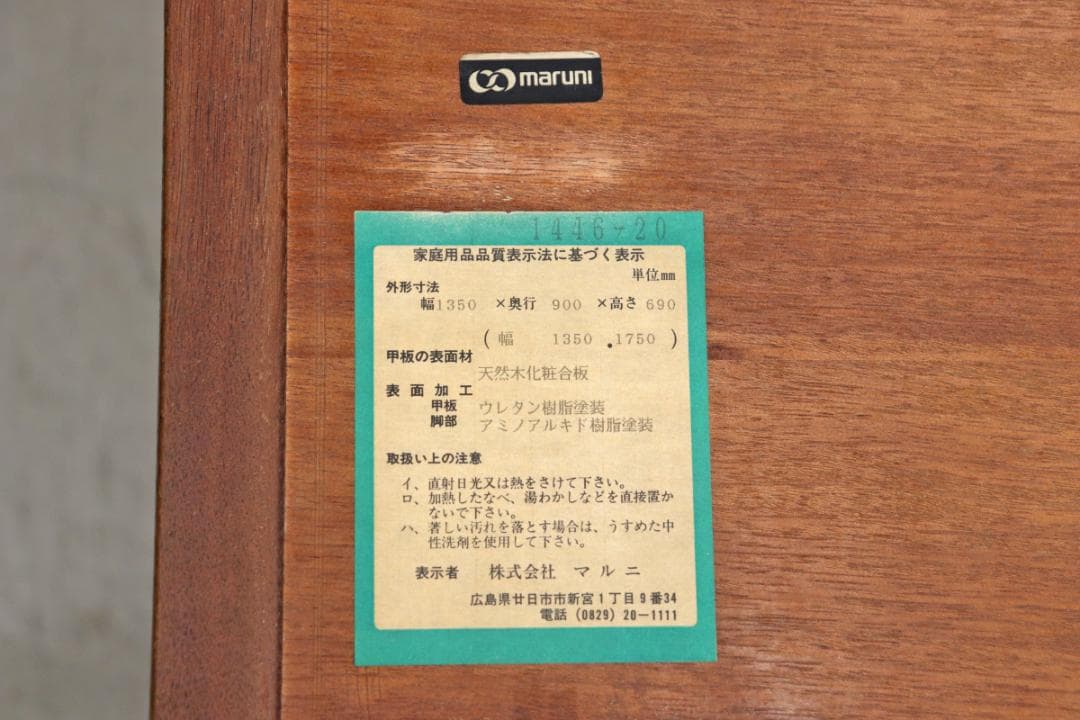 maruni
1446-20
家庭用品品質表示法に基づく表示
単位mm
外形寸法
幅1350 ×奥行 900 ×高さ 690
(幅 1350.1750)
甲板の表面材
天然木化粧合板
表面加工
甲板 ウレタン樹脂塗装
脚部 アミノアルキド樹脂塗装
取扱い上の注意
イ、直射日光又は熱をさけて下さい。
ロ、加熱したなべ、湯わかしなどを直接置か
ないで下さい。
ハ、著しい汚れを落とす場合は、うすめた中
性洗剤を使用して下さい。
表示者 株式会社 マルニ
広島県廿日市市新宮1丁目9番34
電話(0829)20-1111